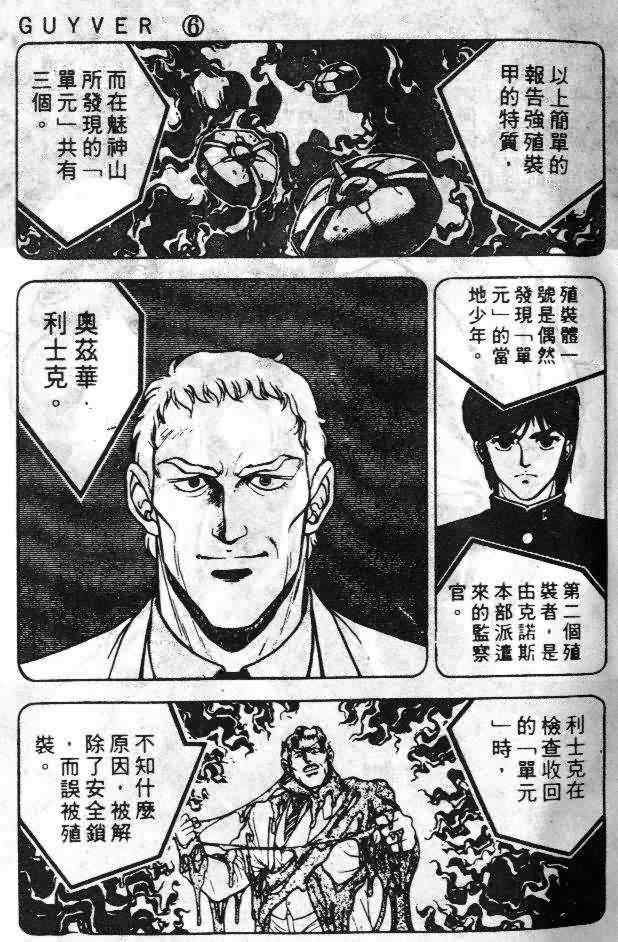 GUYVER ⑥
以上簡單的
報告強殖裝
甲的特質，
而在魅神山
所發現的「
單元」共有
三個。
殖裝體一
號是偶然
發現「單
元」的當
地少年。
第二個殖
裝者，是
由克諾斯
本部派遣
來的監察
官。
奧茲華．
利士克。
利士克在
檢查收回
的「單元
」時，
不知什麼
原因，被解
除了安全鎖
，而誤被殖
裝。